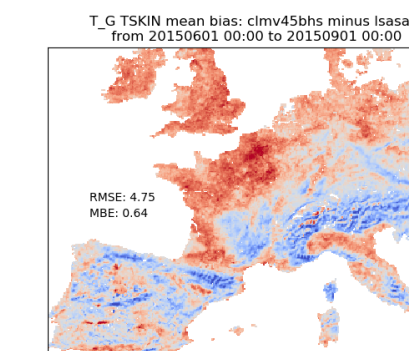 T_G TSKIN mean bias: clmv45bhs minus lsasa
from 20150601 00:00 to 20150901 00:00
RMSE: 4.75
MBE: 0.64